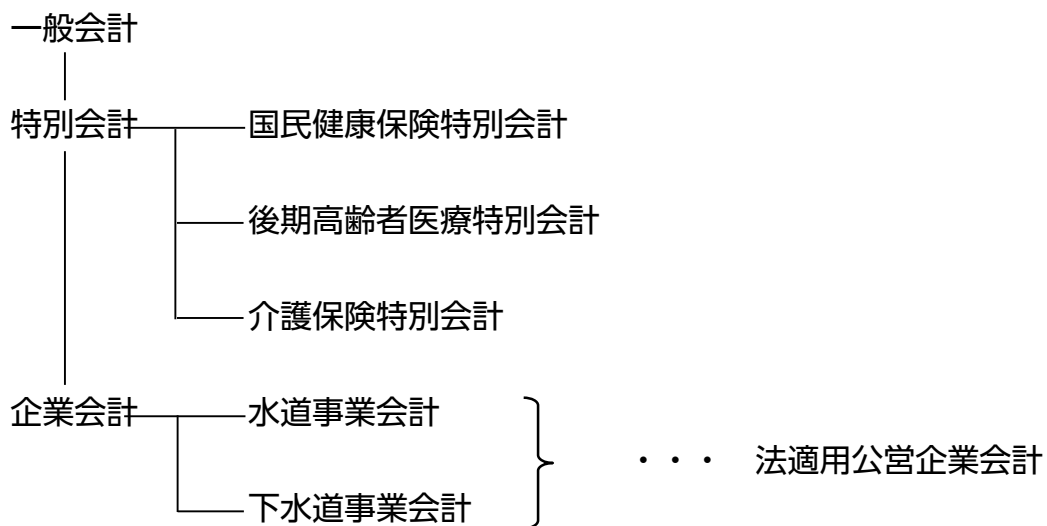 一般会計
特別会計 国民健康保険特別会計
後期高齢者医療特別会計
介護保険特別会計
企業会計 水道事業会計
・・・ 法適用公営企業会計
下水道事業会計